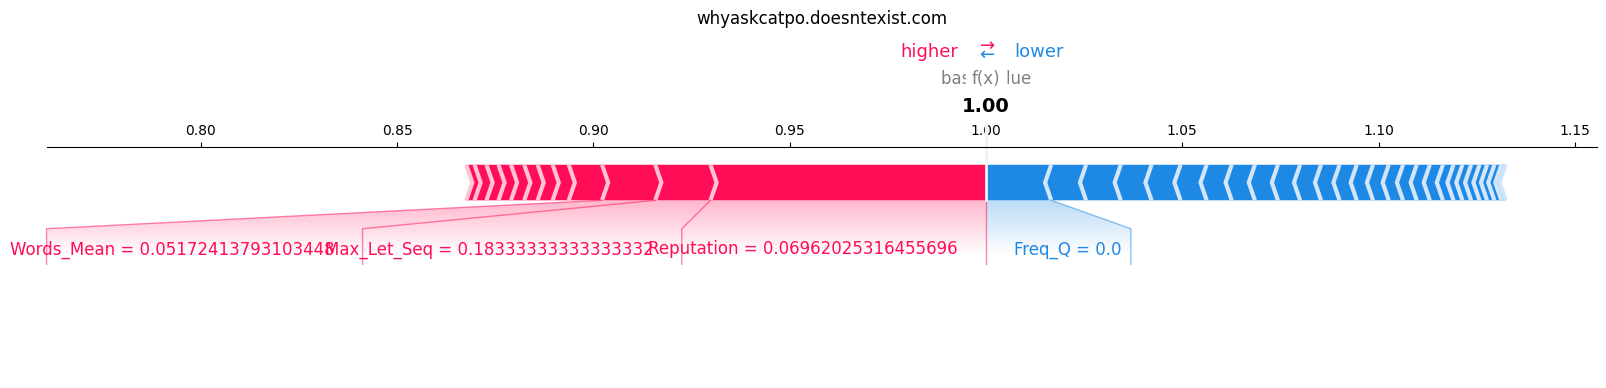 whyaskcatpo.doesntexist.com
higher ⇄ lower
bas f(x) lue
1.00
0.80 0.85 0.90 0.95 1.00 1.05 1.10 1.15
Words_Mean = 0.05172413793103448 Max_Let_Seq = 0.18333333333333332 Reputation = 0.06962025316455696 Freq_Q = 0.0